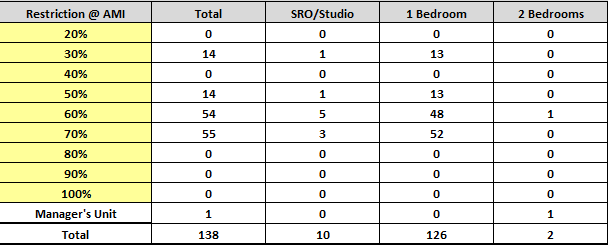 Restriction @ AMI Total SRO/Studio 1 Bedroom 2 Bedrooms
20% 0 0 0 0
30% 14 1 13 0
40% 0 0 0 0
50% 14 1 13 0
60% 54 5 48 1
70% 55 3 52 0
80% 0 0 0 0
90% 0 0 0 0
100% 0 0 0 0
Manager's Unit 1 0 0 1
Total 138 10 126 2